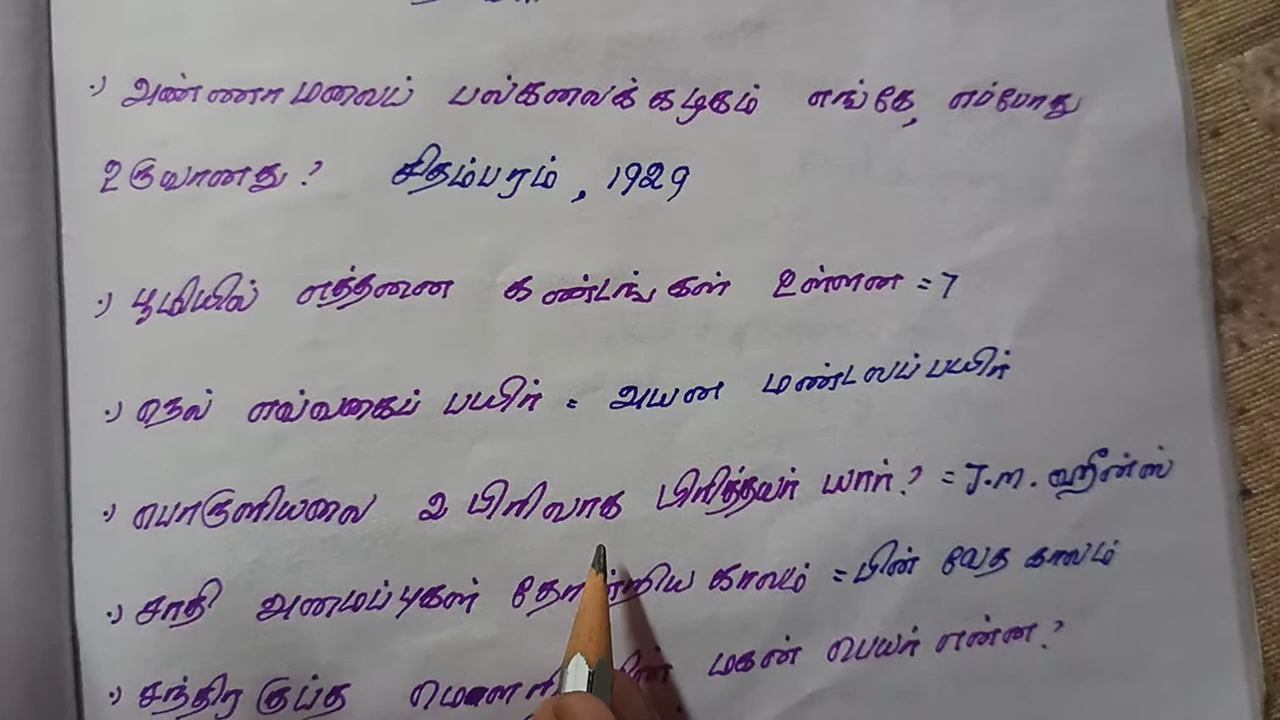 ·) அண்ணாமலைப் பல்கலைக்கழகம் எங்கே, எம்போது
உருவானது? சிதம்பரம், 1929
·) பூமியில் எத்தனை கண்டங்கள் உள்ளன = 7
·) நெல் எவ்வகைப் பயிர் = அயன மண்டலப்பயிர்
·) பொருளியலை 2 பிரிவாக பிரித்தவர் யார்? = J.M. ஹீன்ஸ்
·) சாதி அமைப்புகள் தோன்றிய காலம் = பின் வேத காலம்
·) சந்திர குப்த மகன் பெயர் என்ன?